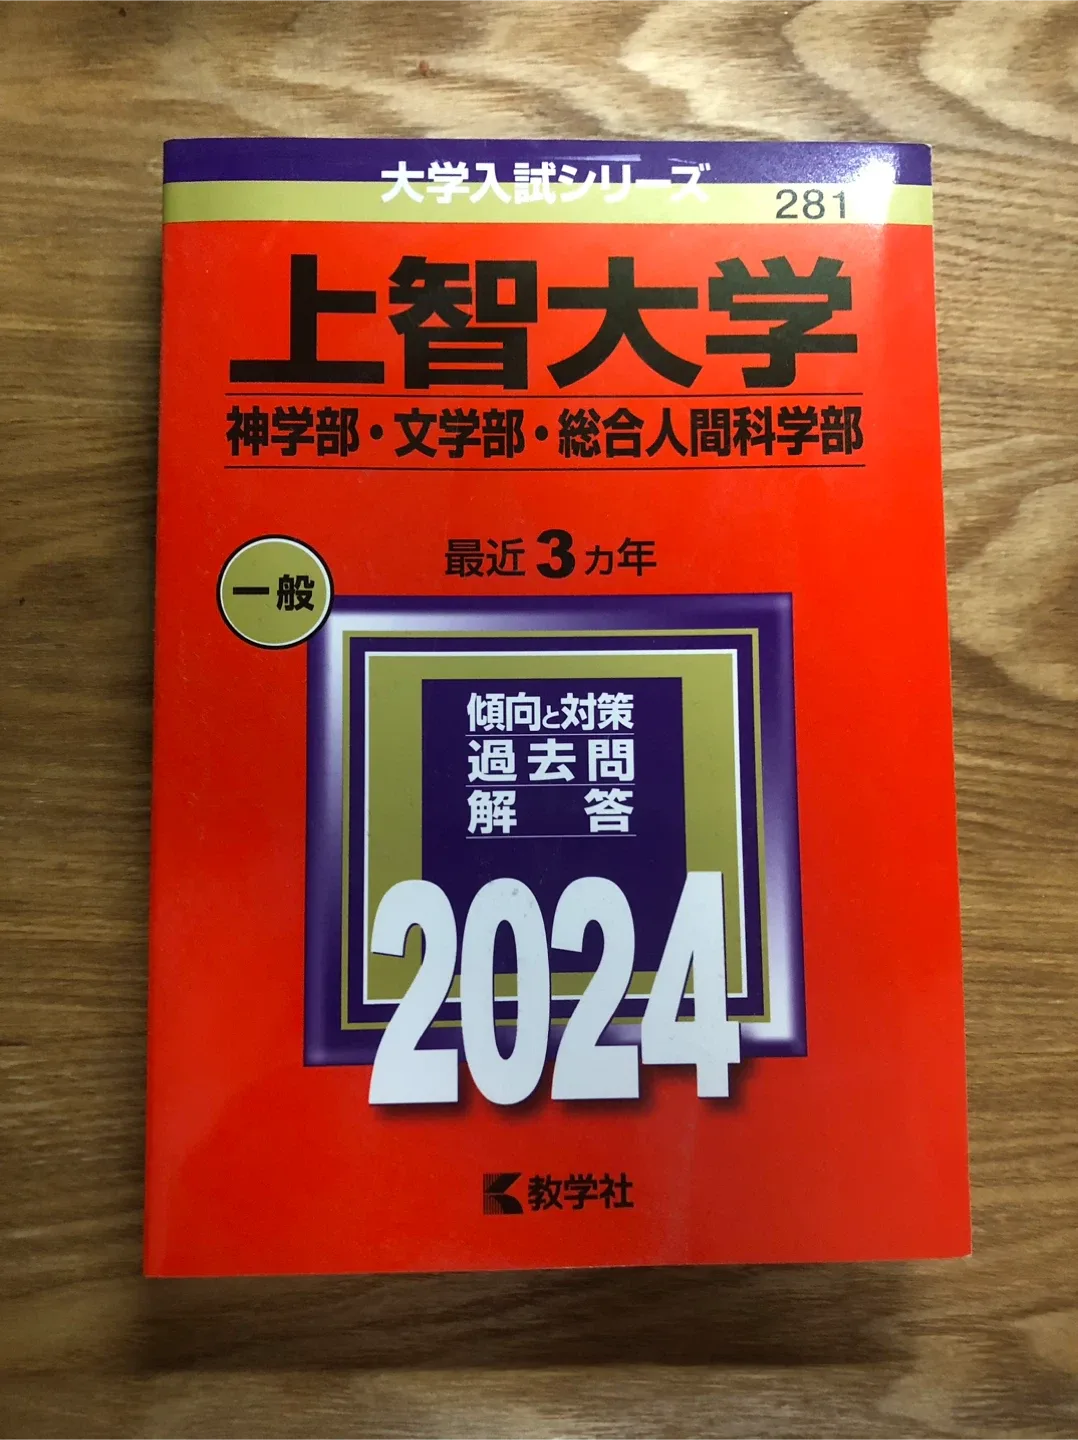 大学入試シリーズ
281
上智大学
神学部・文学部・総合人間科学部
最近3カ年
一般
傾向と対策
過去問
解答
2024
教学社